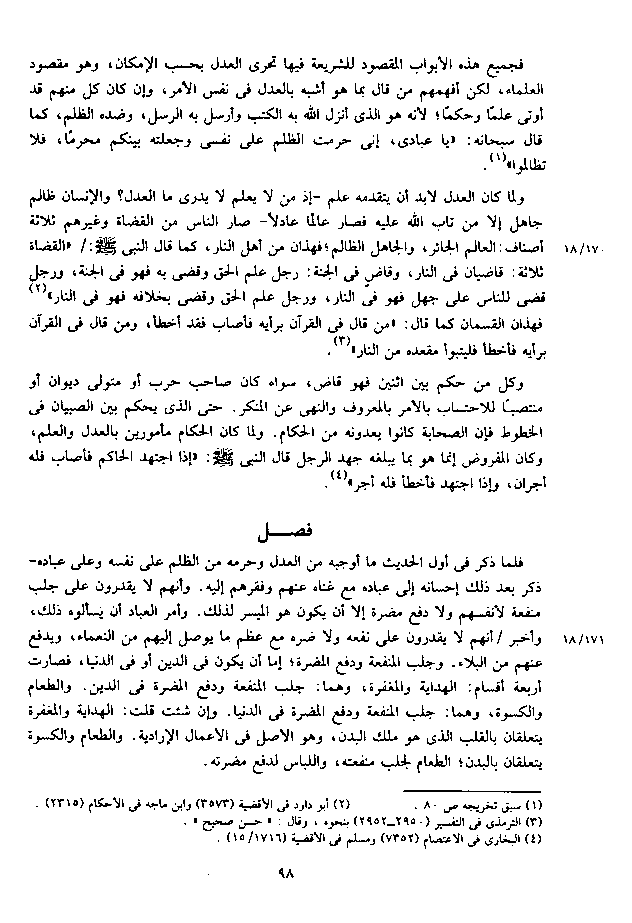 فجميع هذه الأبواب المقصود للشريعة فيها تحرى العدل بحسب الإمكان، وهو مقصود
العلماء، لكن أفهمهم من قال بما هو أشبه بالعدل فى نفس الأمر، وإن كان كل منهم قد
أوتى علمًا وحكمًا؛ لأنه هو الذى أنزل الله به الكتب وأرسل به الرسل، وضده الظلم، كما
قال سبحانه: «يا عبادى، إنى حرمت الظلم على نفسى وجعلته بينكم محرمًا، فلا
تظالموا»(١).
ولما كان العدل لابد أن يتقدمه علم -إذ من لا يعلم لا يدرى ما العدل؟ والإنسان ظالم
جاهل إلا من تاب الله عليه فصار عالمًا عادلاً- صار الناس من القضاة وغيرهم ثلاثة
١٨/١٧٠ أصناف: العالم الجائر، والجاهل الظالم؛ فهذان من أهل النار، كما قال النبى ﷺ: / «القضاة
ثلاثة: قاضيان فى النار، وقاضٍ فى الجنة: رجل علم الحق وقضى به فهو فى الجنة، ورجل
قضى للناس على جهل فهو فى النار، ورجل علم الحق وقضى بخلافه فهو فى النار»(٢)
فهذان القسمان كما قال: «من قال فى القرآن برأيه فأصاب فقد أخطأ، ومن قال فى القرآن
برأيه فأخطأ فليتبوأ مقعده من النار»(٣).
وكل من حكم بين اثنين فهو قاض، سواء كان صاحب حرب أو متولى ديوان أو
منتصبًا للاحتساب بالأمر بالمعروف والنهى عن المنكر. حتى الذى يحكم بين الصبيان فى
الخطوط فإن الصحابة كانوا يعدونه من الحكام. ولما كان الحكام مأمورين بالعدل والعلم،
وكان المفروض إنما هو بما يبلغه جهد الرجل قال النبى ﷺ: «إذا اجتهد الحاكم فأصاب فله
أجران، وإذا اجتهد فأخطأ فله أجر»(٤).
فصــــل
فلما ذكر فى أول الحديث ما أوجبه من العدل وحرمه من الظلم على نفسه وعلى عباده-
ذكر بعد ذلك إحسانه إلى عباده مع غناه عنهم وفقرهم إليه. وأنهم لا يقدرون على جلب
منفعة لأنفسهم ولا دفع مضرة إلا أن يكون هو الميسر لذلك. وأمر العباد أن يسألوه ذلك،
١٨/١٧١ وأخبر / أنهم لا يقدرون على نفعه ولا ضره مع عظم ما يوصل إليهم من النعماء، ويدفع
عنهم من البلاء. وجلب المنفعة ودفع المضرة؛ إما أن يكون فى الدين أو فى الدنيا، فصارت
أربعة أقسام: الهداية والمغفرة، وهما: جلب المنفعة ودفع المضرة فى الدين. والطعام
والكسوة، وهما: جلب المنفعة ودفع المضرة فى الدنيا. وإن شئت قلت: الهداية والمغفرة
يتعلقان بالقلب الذى هو ملك البدن، وهو الأصل فى الأعمال الإرادية. والطعام والكسوة
يتعلقان بالبدن؛ الطعام لجلب منفعته، واللباس لدفع مضرته.
(١) سبق تخريجه ص ٨٠ . (٢) أبو داود فى الأقضية (٣٥٧٣) وابن ماجه فى الأحكام (٢٣١٥) .
(٣) الترمذى فى التفسير (٢٩٥٠ــ٢٩٥٢) بنحوه ، وقال : « حسن صحيح » .
(٤) البخارى فى الاعتصام (٧٣٥٢) ومسلم فى الأقضية (١٧١٦/ ١٥) .
٩٨